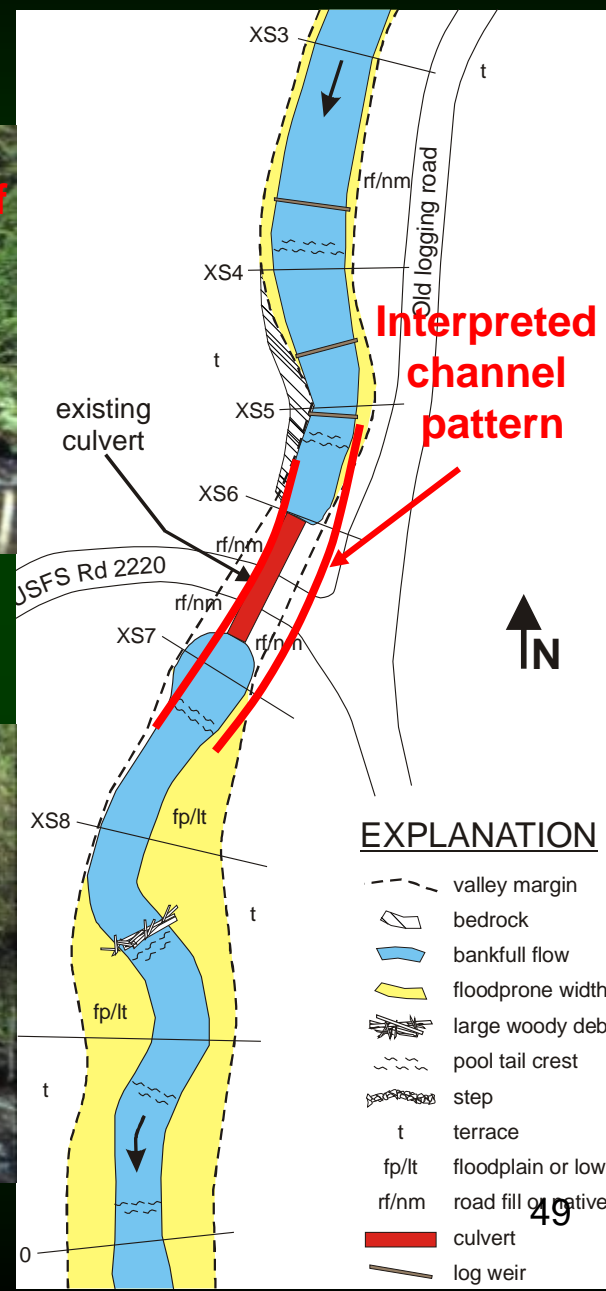 XS3
t
rf/nm
Old logging road
XS4
Interpreted
channel
pattern
t
existing
culvert
XS5
XS6
rf/nm
USFS Rd 2220
rf/nm
rf/nm
XS7
N
fp/lt
XS8
t
fp/lt
t
0
EXPLANATION
valley margin
bedrock
bankfull flow
floodprone width
large woody deb
pool tail crest
step
t terrace
fp/lt floodplain or low
rf/nm road fill or native
49
culvert
log weir